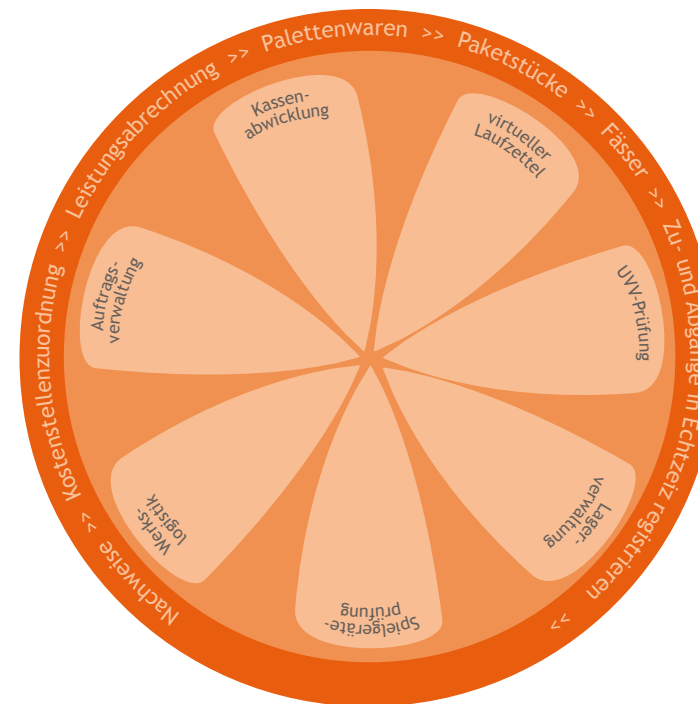 Nachweise >> Kostenstellenzuordnung >> Leistungsabrechnung >> Palettenwaren >> Paketstücke >> Fässer >> Zu- und Abgänge in Echtzeiz registrieren >>
Kassen-
abwicklung
virtueller
Laufzettel
UVV-Prüfung
Lager-
verwaltung
Spielgeräte-
prüfung
Werks-
logistik
Auftrags-
verwaltung